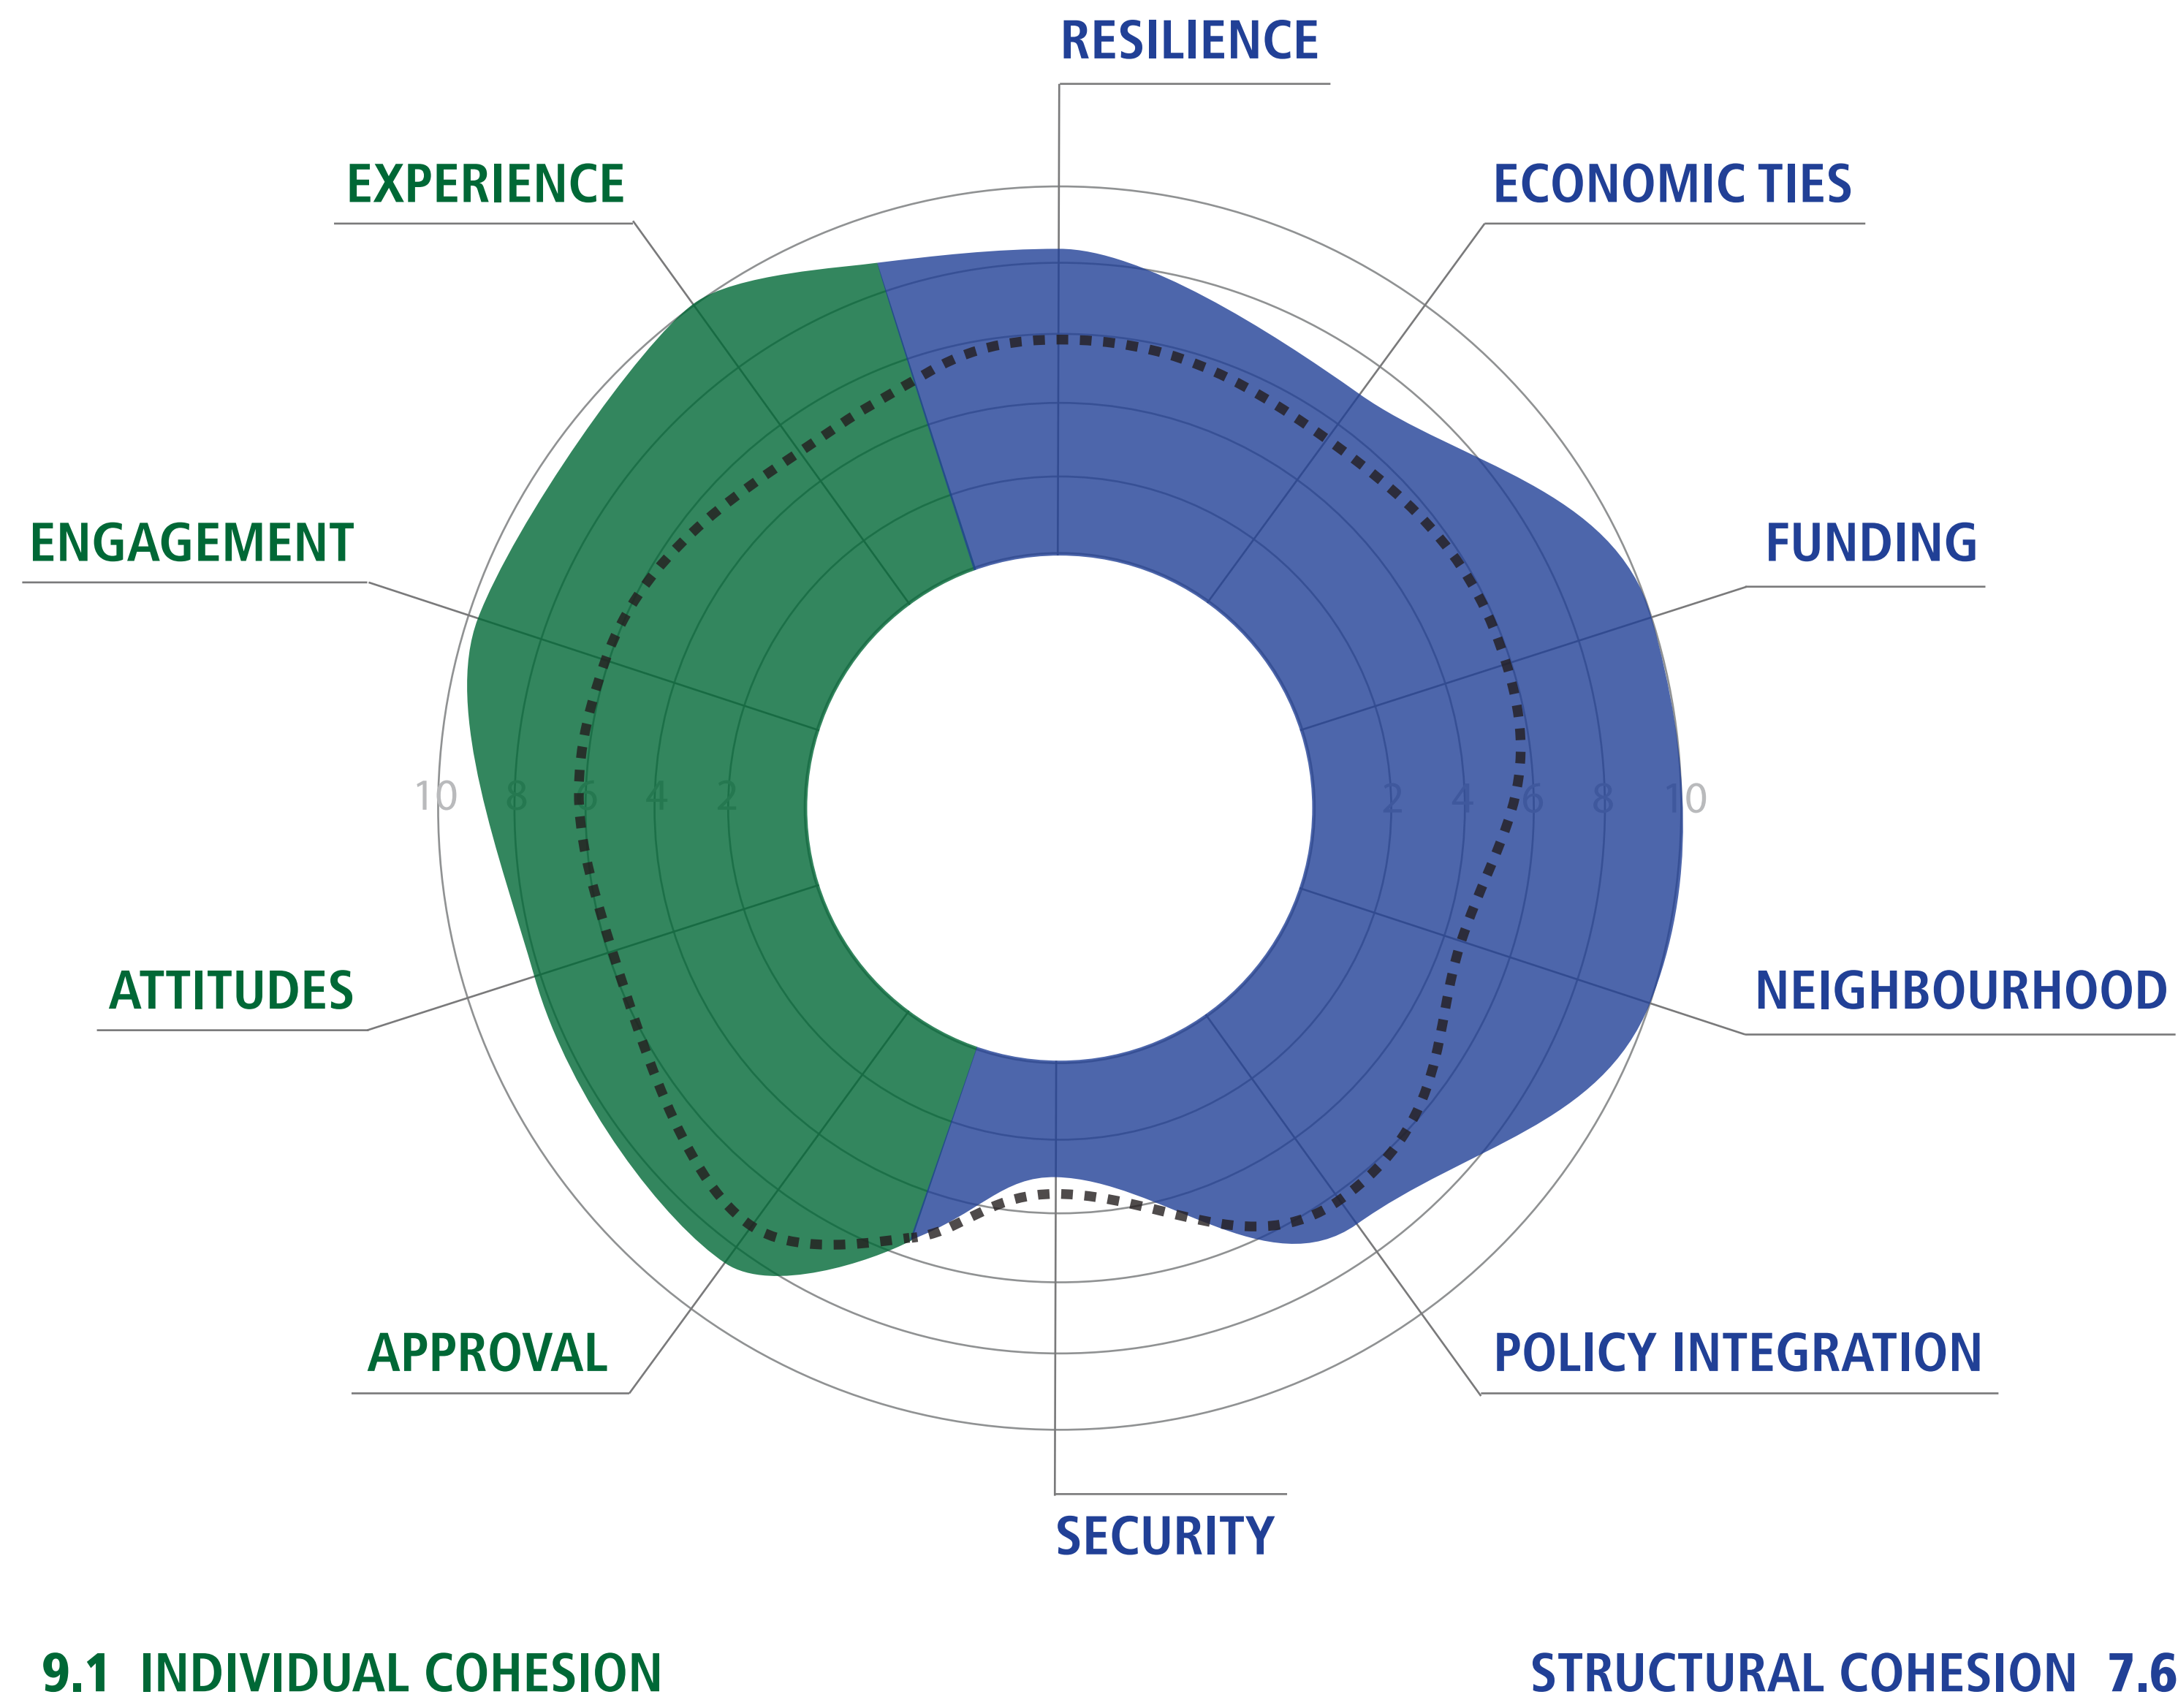 RESILIENCE
EXPERIENCE
ECONOMIC TIES
ENGAGEMENT
FUNDING
10 8 6 4 2 2 4 6 8 10
ATTITUDES
NEIGHBOURHOOD
APPROVAL
POLICY INTEGRATION
SECURITY
9.1 INDIVIDUAL COHESION
STRUCTURAL COHESION 7.6